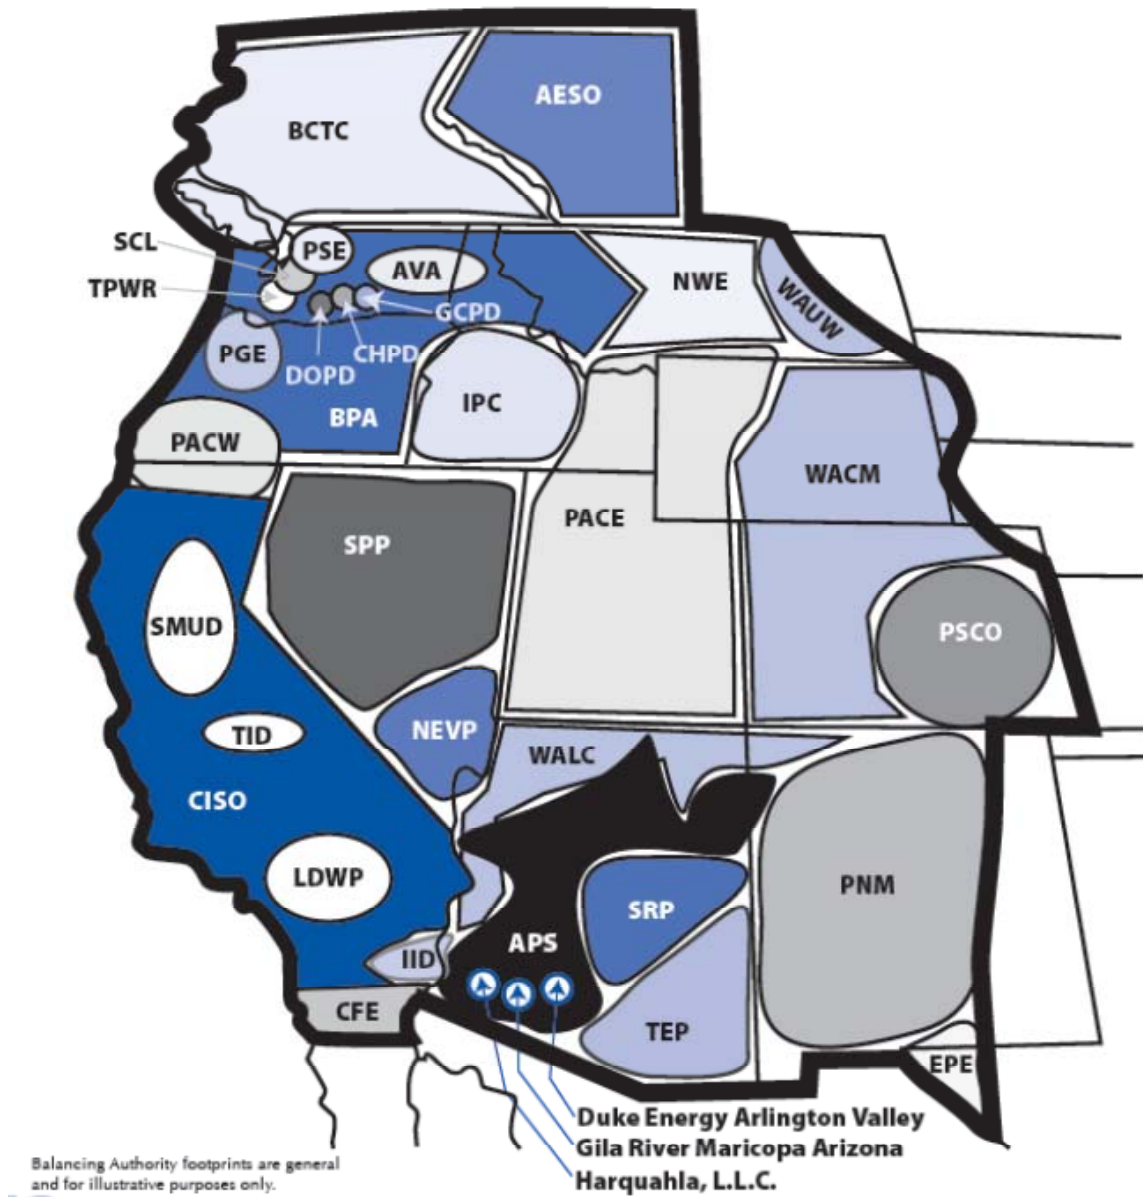 AESO
BCTC
SCL
PSE
AVA
NWE
TPWR
WAUW
GCPD
PGE
CHPD
DOPD
IPC
BPA
PACW
WACM
PACE
SPP
SMUD
PSCO
TID
NEVP
WALC
CISO
LDWP
PNM
SRP
APS
IID
CFE
TEP
EPE
Duke Energy Arlington Valley
Gila River Maricopa Arizona
Harquahla, L.L.C.
Balancing Authority footprints are general
and for illustrative purposes only.